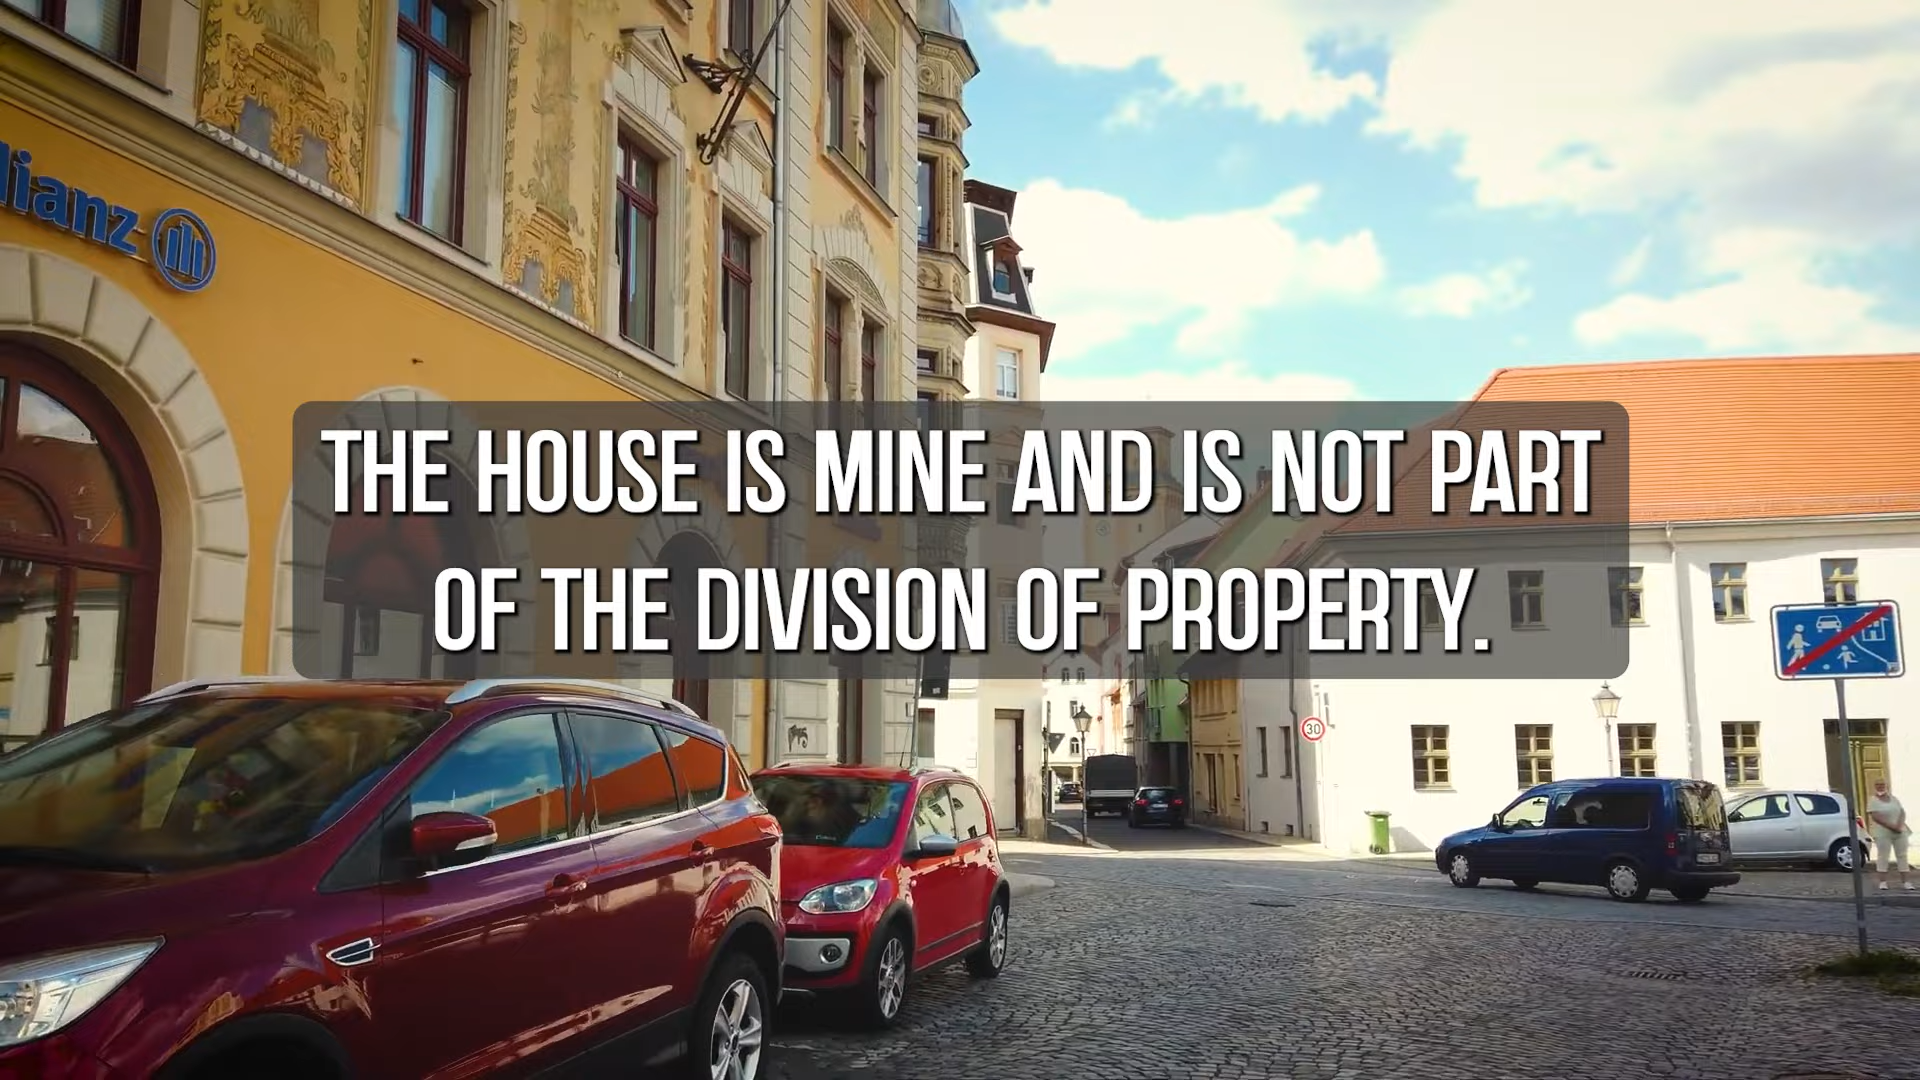 llianz
THE HOUSE IS MINE AND IS NOT PART
OF THE DIVISION OF PROPERTY.
30